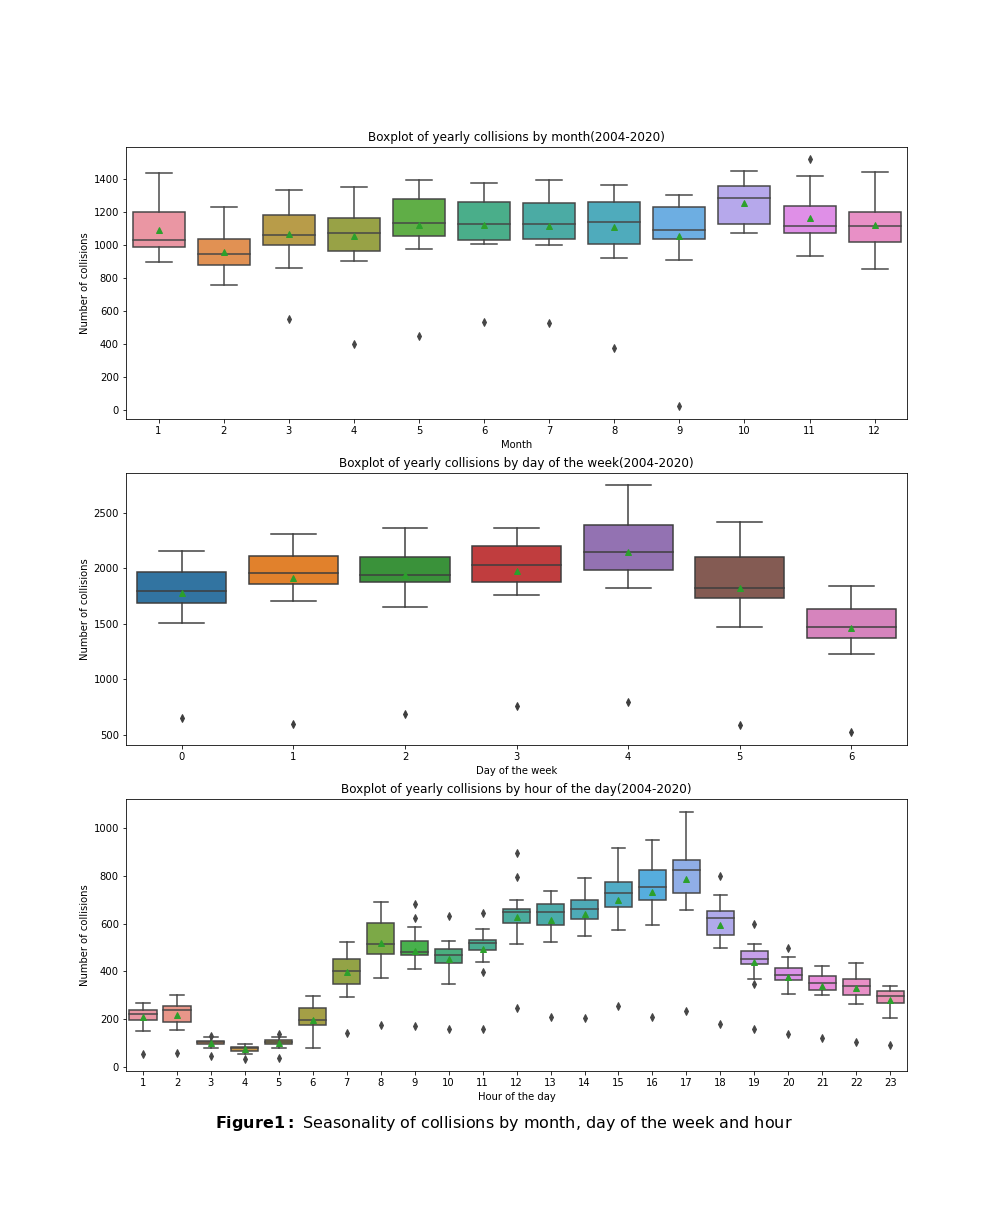 Boxplot of yearly collisions by month(2004-2020)
Number of collisions
1400
1200
1000
800
600
400
200
0
1 2 3 4 5 6 7 8 9 10 11 12
Month
Boxplot of yearly collisions by day of the week(2004-2020)
Number of collisions
2500
2000
1500
1000
500
0 1 2 3 4 5 6
Day of the week
Boxplot of yearly collisions by hour of the day(2004-2020)
Number of collisions
1000
800
600
400
200
0
1 2 3 4 5 6 7 8 9 10 11 12 13 14 15 16 17 18 19 20 21 22 23
Hour of the day
Figure1: Seasonality of collisions by month, day of the week and hour